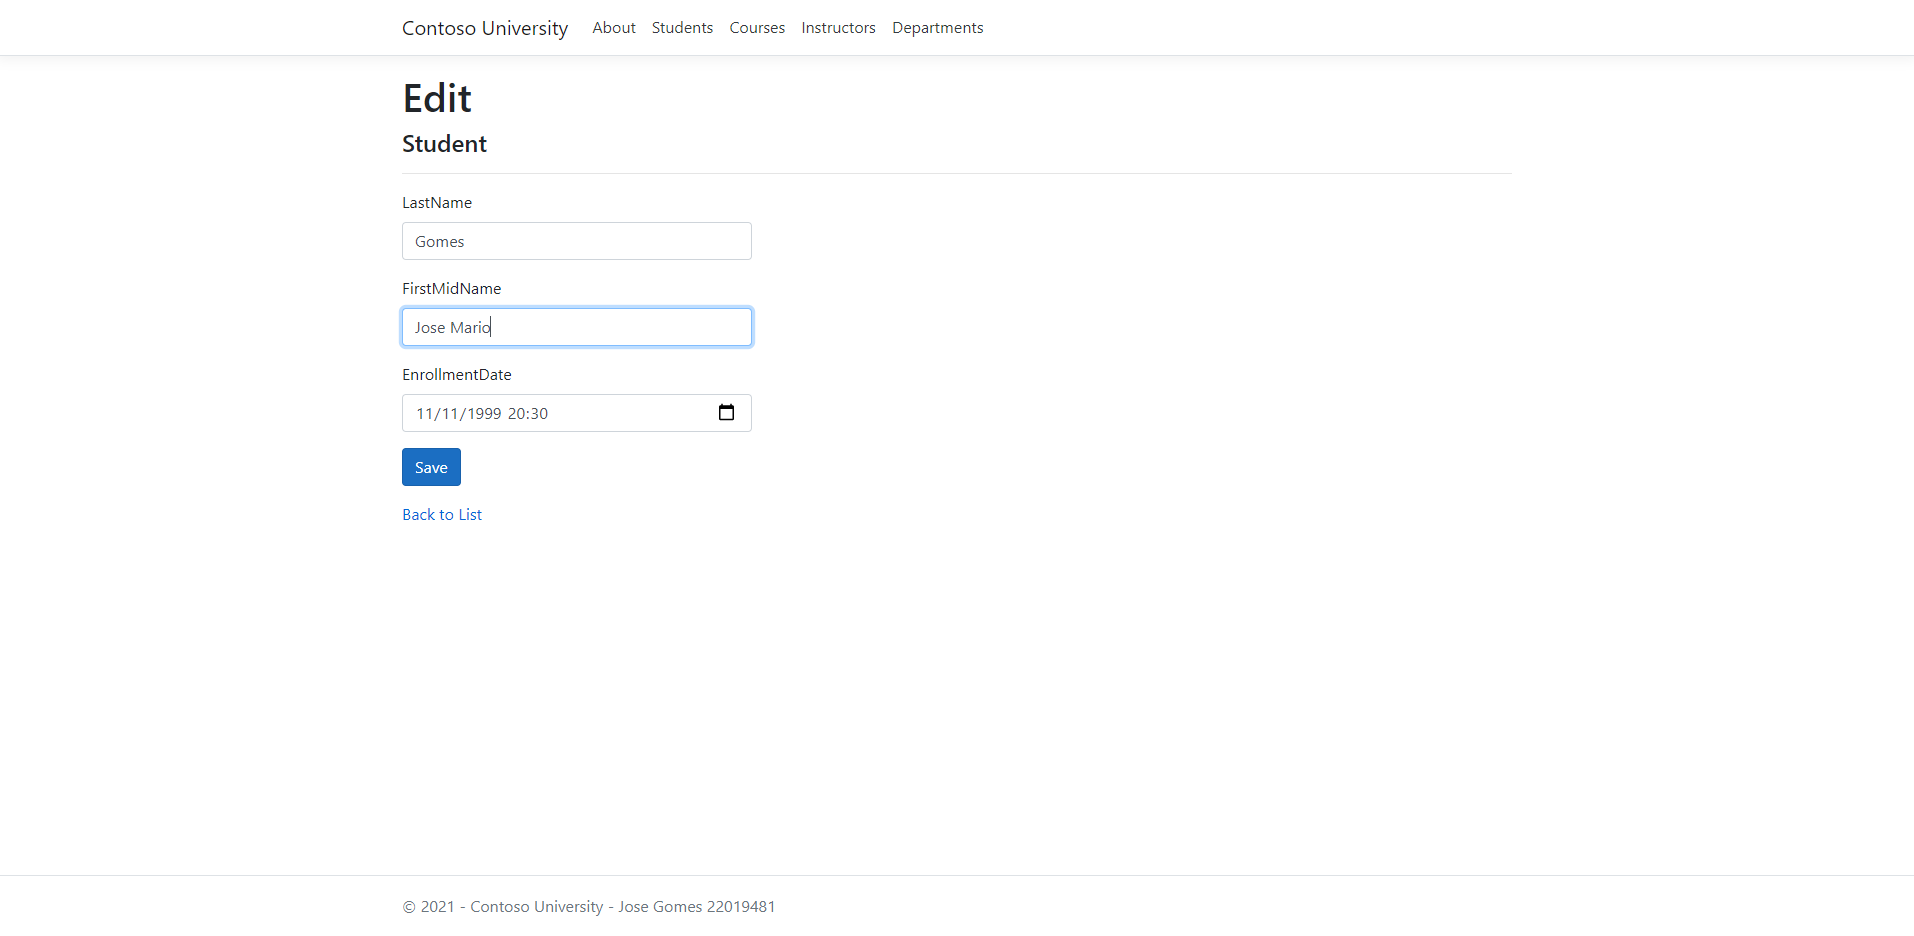 Contoso University About Students Courses Instructors Departments
Edit
Student
LastName
Gomes
FirstMidName
Jose Mario
EnrollmentDate
11/11/1999 20:30
Save
Back to List
© 2021 - Contoso University - Jose Gomes 22019481